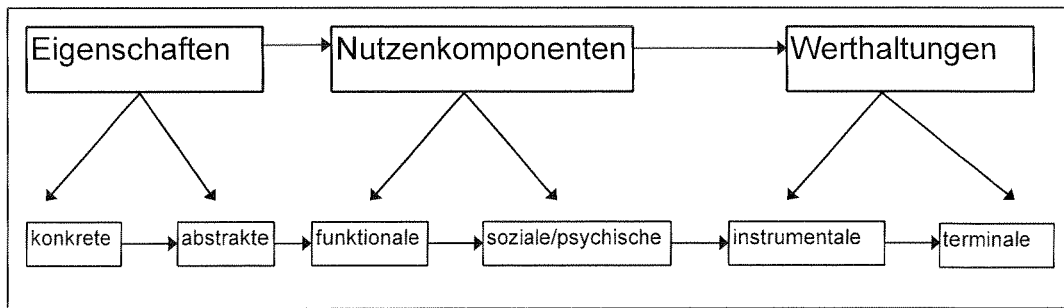 Eigenschaften
Nutzenkomponenten
Werthaltungen
konkrete
abstrakte
funktionale
soziale/psychische
instrumentale
terminale